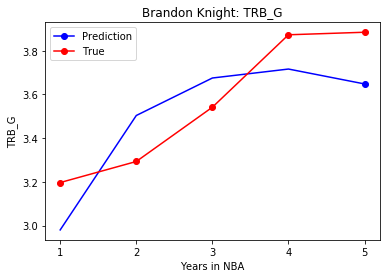 Brandon Knight: TRB_G
Prediction
True
TRB_G
3.8
3.6
3.4
3.2
3.0
1 2 3 4 5
Years in NBA